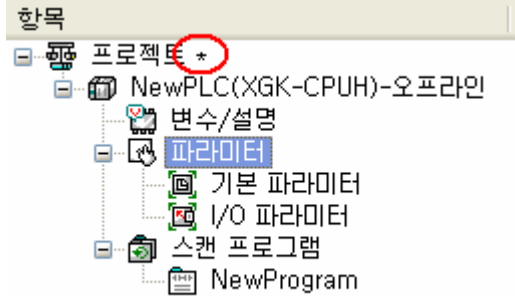 항목
프로젝트 *
NewPLC(XGK-CPUH)-오프라인
변수/설명
파라미터
기본 파라미터
I/O 파라미터
스캔 프로그램
NewProgram